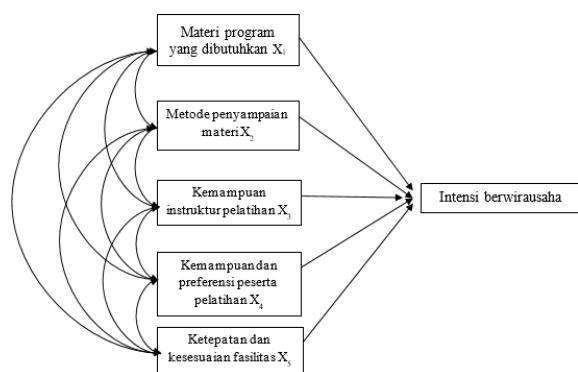 Materi program
yang dibutuhkan X₁
Metode penyampaian
materi X₂
Kemampuan
instruktur pelatihan X₃
Kemampuan dan
preferensi peserta
pelatihan X₄
Ketepatan dan
kesesuaian fasilitas X₅
Intensi berwirausaha